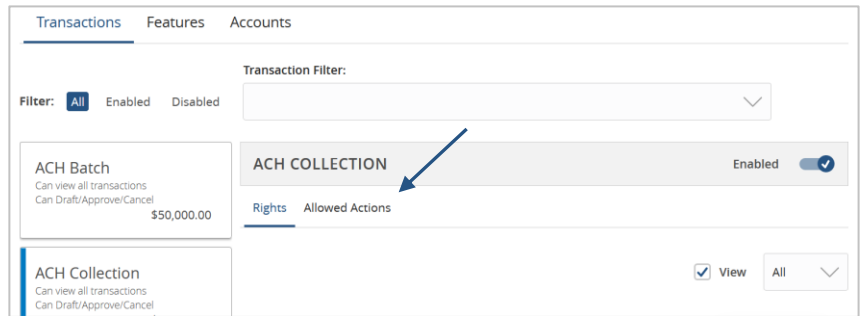 Transactions Features Accounts
Transaction Filter:
Filter: All Enabled Disabled
ACH Batch
Can view all transactions
Can Draft/Approve/Cancel
$50,000.00
ACH COLLECTION Enabled
Rights Allowed Actions
ACH Collection
Can view all transactions
Can Draft/Approve/Cancel
View All